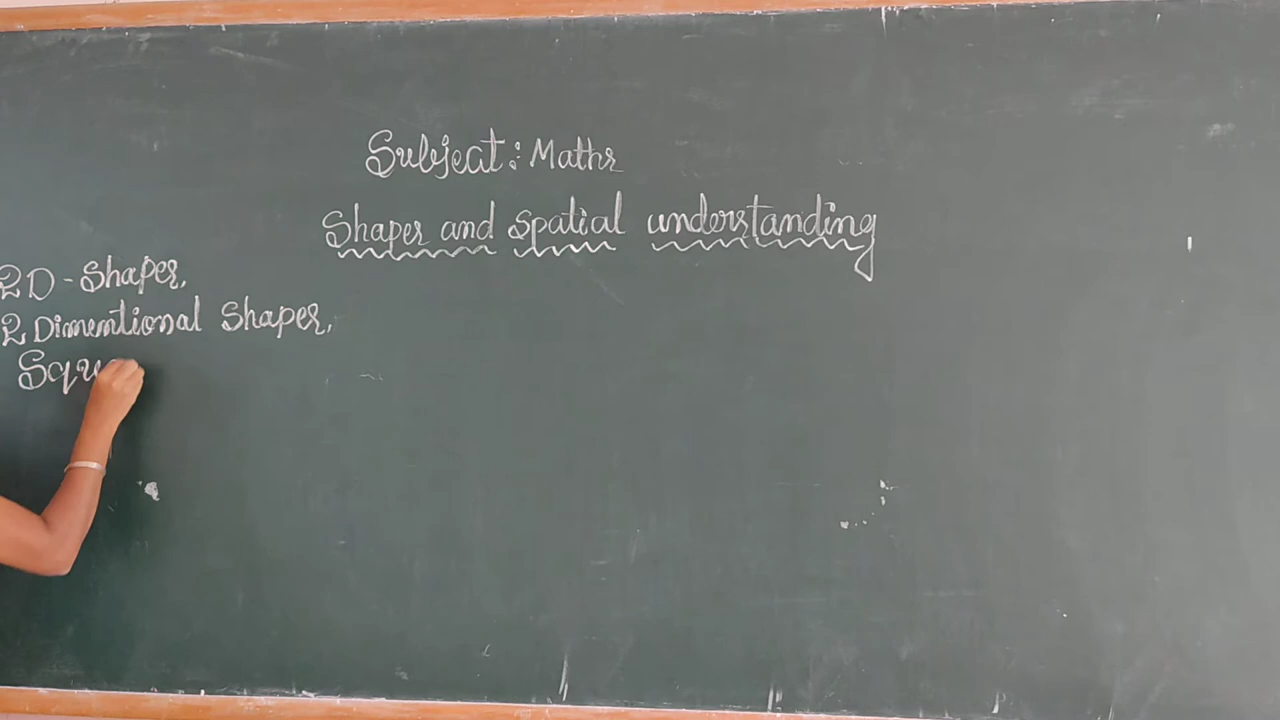 Subject: Maths
Shapes and spatial understanding
2D - Shapes,
2 Dimentional Shapes,
Squ